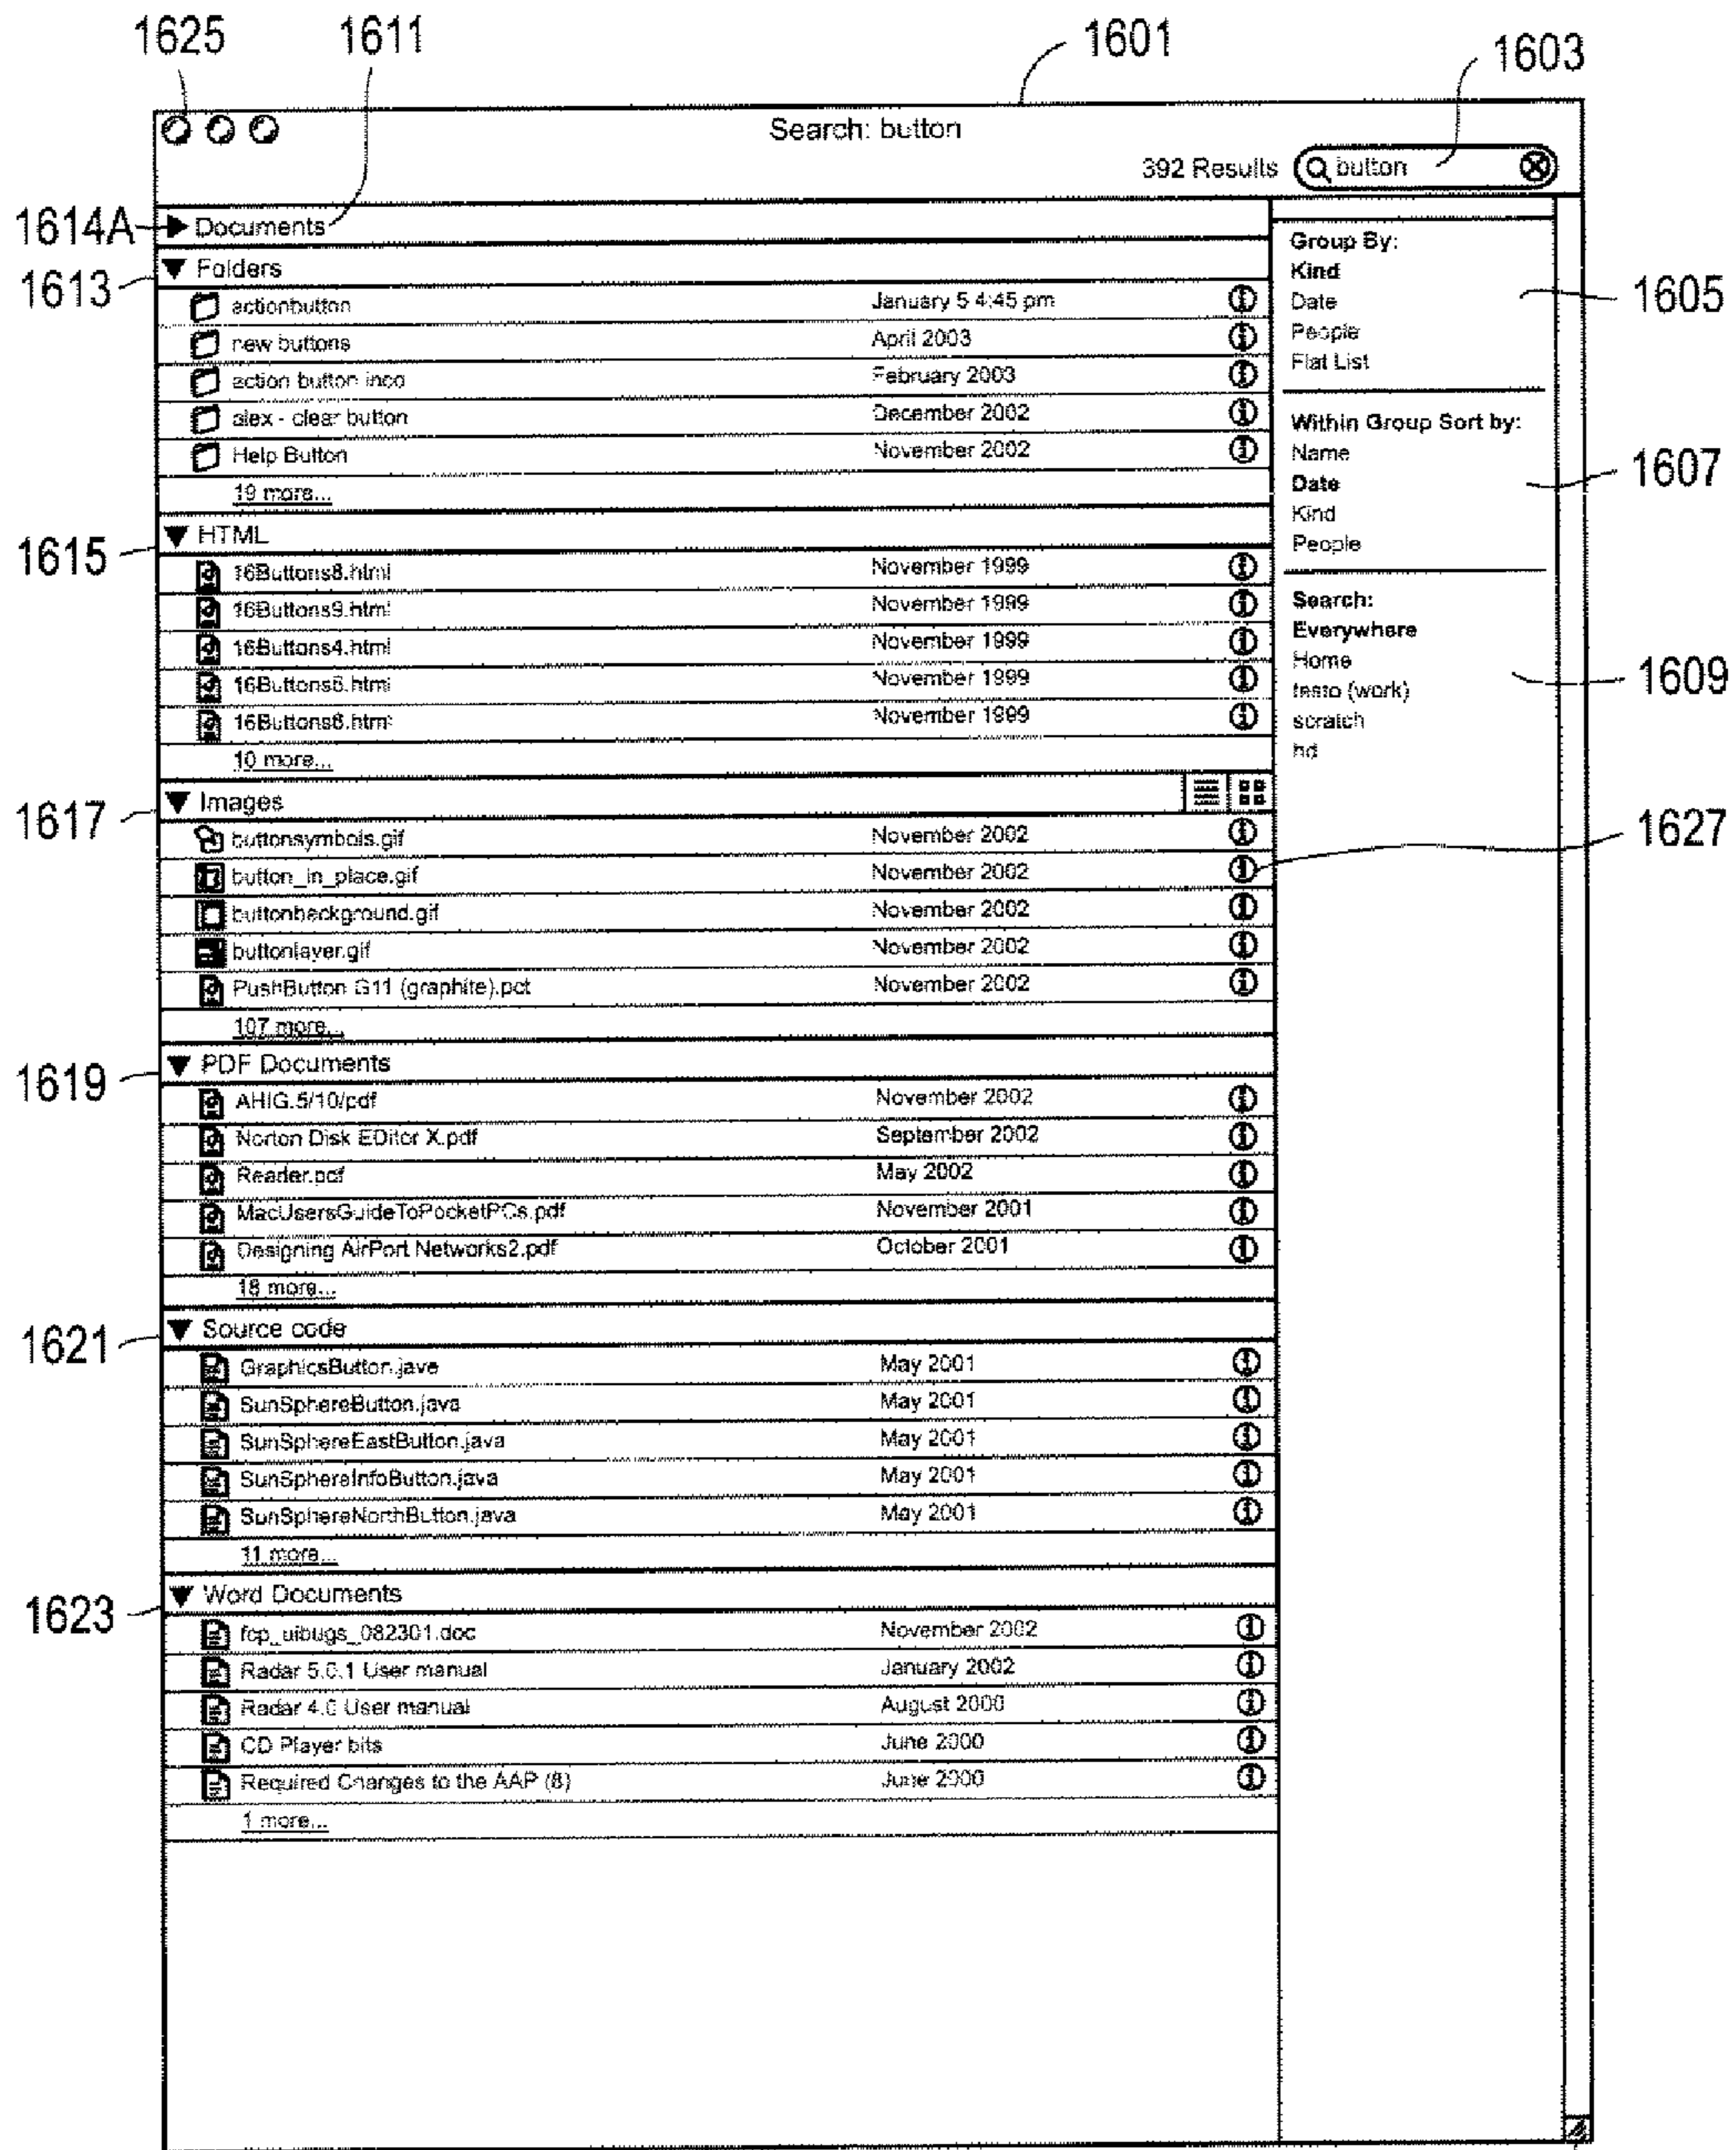 1625 1611 1601 1603
Search: button
392 Results button
1614A Documents
1613 Folders
actionbutton January 5 4:45 pm
new buttons April 2003
action button inco February 2003
alex - clear button December 2002
Help Button November 2002
19 more...
1615 HTML
16Buttons8.html November 1999
16Buttons9.html November 1999
16Buttons4.html November 1999
November 1999
16Buttons6.html November 1999
10 more...
1617 Images
buttonsymbols.gif November 2002
button_in_place.gif November 2002
buttonbackground.gif November 2002
buttonlayer.gif November 2002
PushButton G11 (graphite).pct November 2002
107 more...
1619 PDF Documents
AHIG.5/10/pdf November 2002
Norton Disk EDitor X.pdf September 2002
Reader.pdf May 2002
MacUsersGuideToPocketPCs.pdf November 2001
Designing AirPort Networks2.pdf October 2001
18 more...
1621 Source code
GraphicsButton.jave May 2001
SunSphereButton.java May 2001
SunSphereEastButton.java May 2001
SunSphereInfoButton.java May 2001
SunSphereNorthButton.java May 2001
11 more...
1623 Word Documents
fcp_uibugs_082301.doc November 2002
Radar 5.0.1 User manual January 2002
Radar 4.0 User manual August 2000
CD Player bits June 2000
Required Changes to the AAP (8) June 2000
1 more...
Group By:
Kind
Date 1605
People
Flat List
Within Group Sort by:
Name 1607
Date
Kind
People
Search:
Everywhere
Home 1609
(work)
scratch
hd
1627